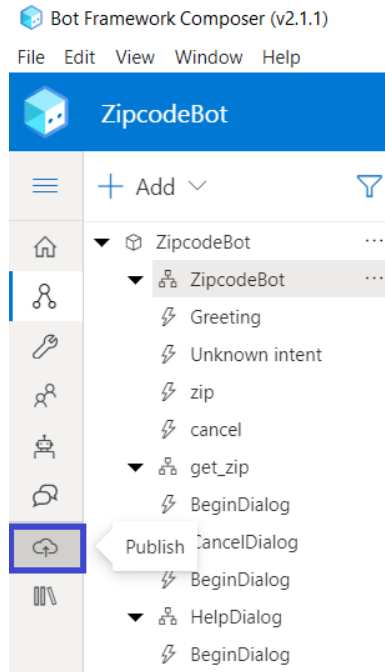 Bot Framework Composer (v2.1.1)
File Edit View Window Help
ZipcodeBot
+ Add
ZipcodeBot ...
ZipcodeBot ...
Greeting
Unknown intent
zip
cancel
get_zip
BeginDialog
Publish CancelDialog
BeginDialog
HelpDialog
BeginDialog